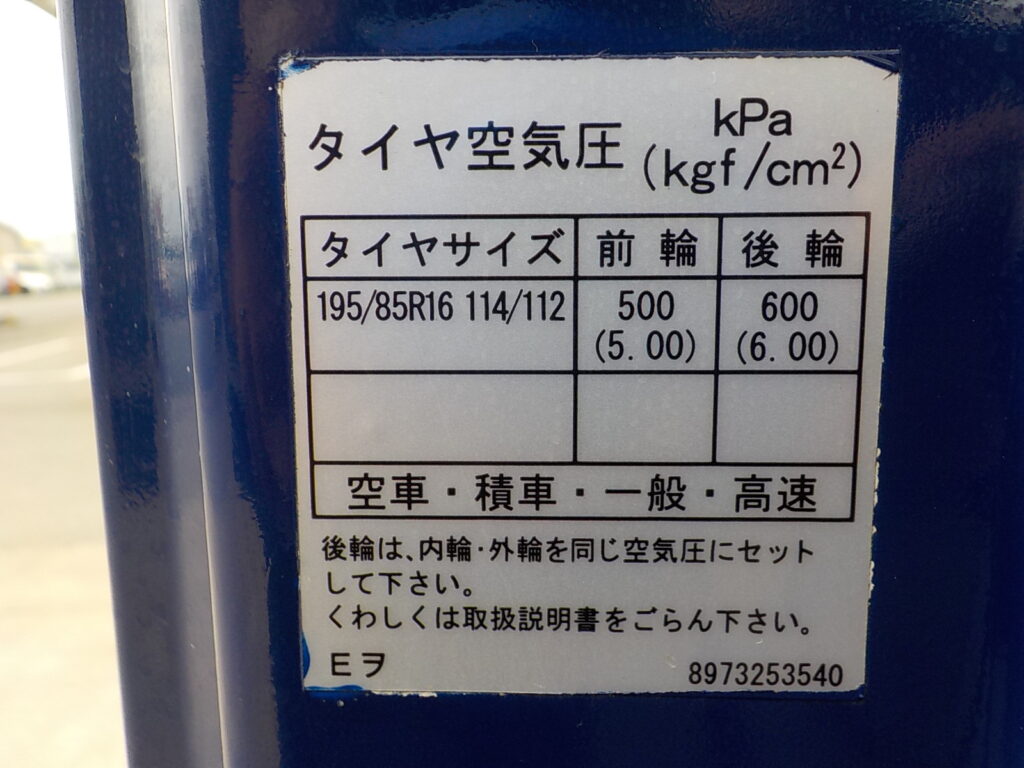 タイヤ空気圧 kPa
(kgf/cm²)
タイヤサイズ 前輪 後輪
195/85R16 114/112 500 600
(5.00) (6.00)
空車・積車・一般・高速
後輪は、内輪・外輪を同じ空気圧にセット
して下さい。
くわしくは取扱説明書をごらん下さい。
Eヲ 8973253540